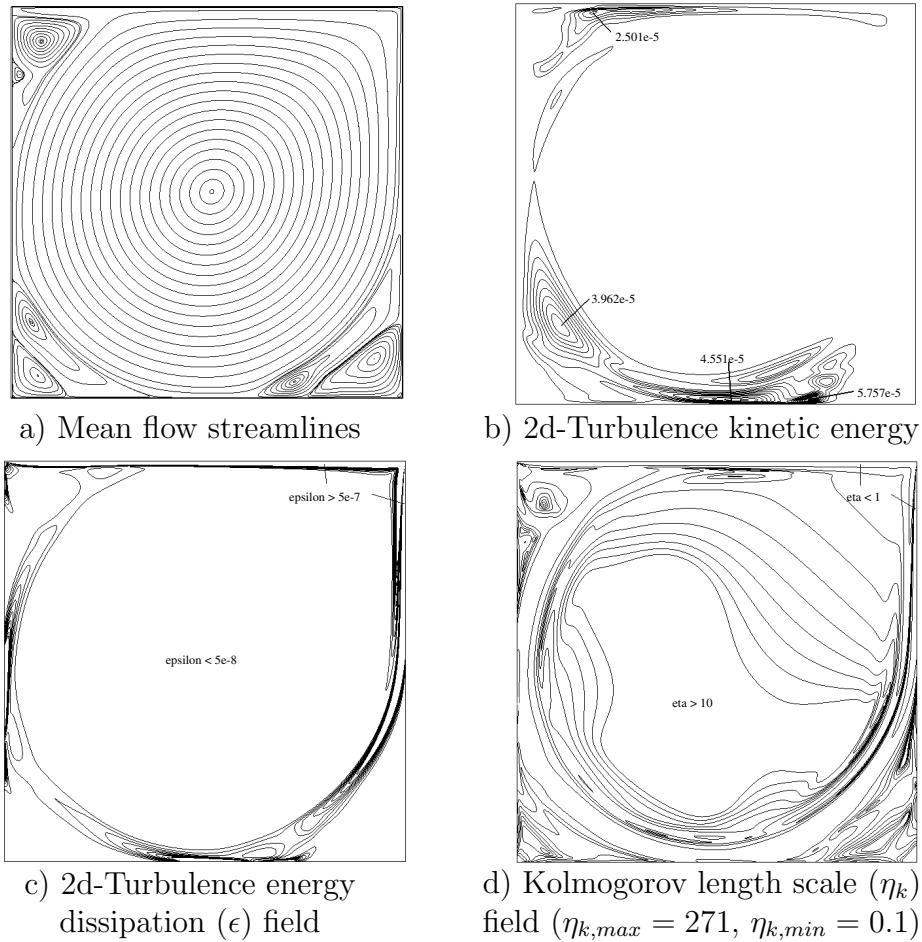 2.501e-5
3.962e-5
4.551e-5
5.757e-5
a) Mean flow streamlines
b) 2d-Turbulence kinetic energy
epsilon > 5e-7
epsilon < 5e-8
eta < 1
eta > 10
c) 2d-Turbulence energy
dissipation (ϵ) field
d) Kolmogorov length scale (ηk)
field (ηk,max = 271, ηk,min = 0.1)